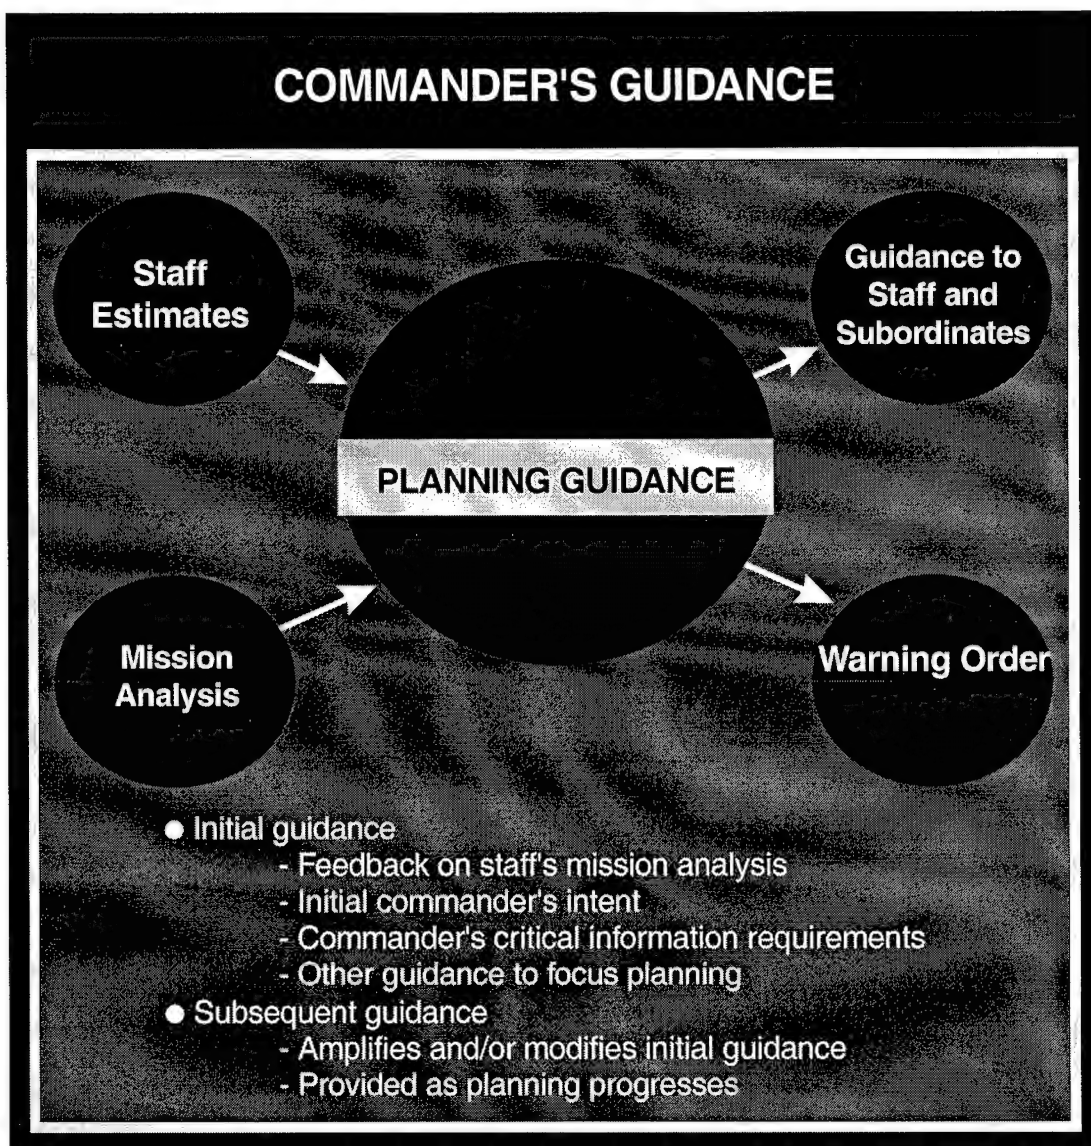 COMMANDER'S GUIDANCE
Staff
Estimates
Guidance to
Staff and
Subordinates
PLANNING GUIDANCE
Mission
Analysis
Warning Order
● Initial guidance
- Feedback on staff's mission analysis
- Initial commander's intent
- Commander's critical information requirements
- Other guidance to focus planning
● Subsequent guidance
- Amplifies and/or modifies initial guidance
- Provided as planning progresses